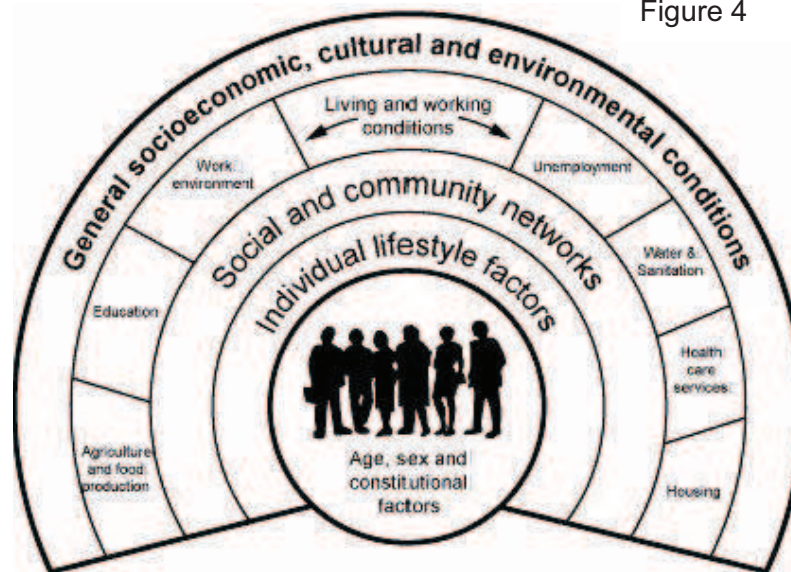 Figure 4
General socioeconomic, cultural and environmental conditions
Living and working
conditions
Work
environment
Unemployment
Education
Water &
Sanitation
Agriculture
and food
production
Health
care
services
Housing
Social and community networks
Individual lifestyle factors
Age, sex and
constitutional
factors